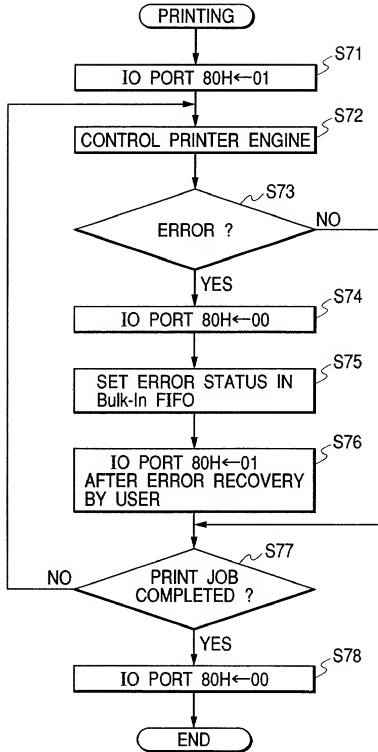 PRINTING
S71
IO PORT 80H←01
S72
CONTROL PRINTER ENGINE
S73
ERROR ?
NO
YES
S74
IO PORT 80H←00
S75
SET ERROR STATUS IN
Bulk-In FIFO
S76
IO PORT 80H←01
AFTER ERROR RECOVERY
BY USER
S77
NO
PRINT JOB
COMPLETED ?
YES
S78
IO PORT 80H←00
END